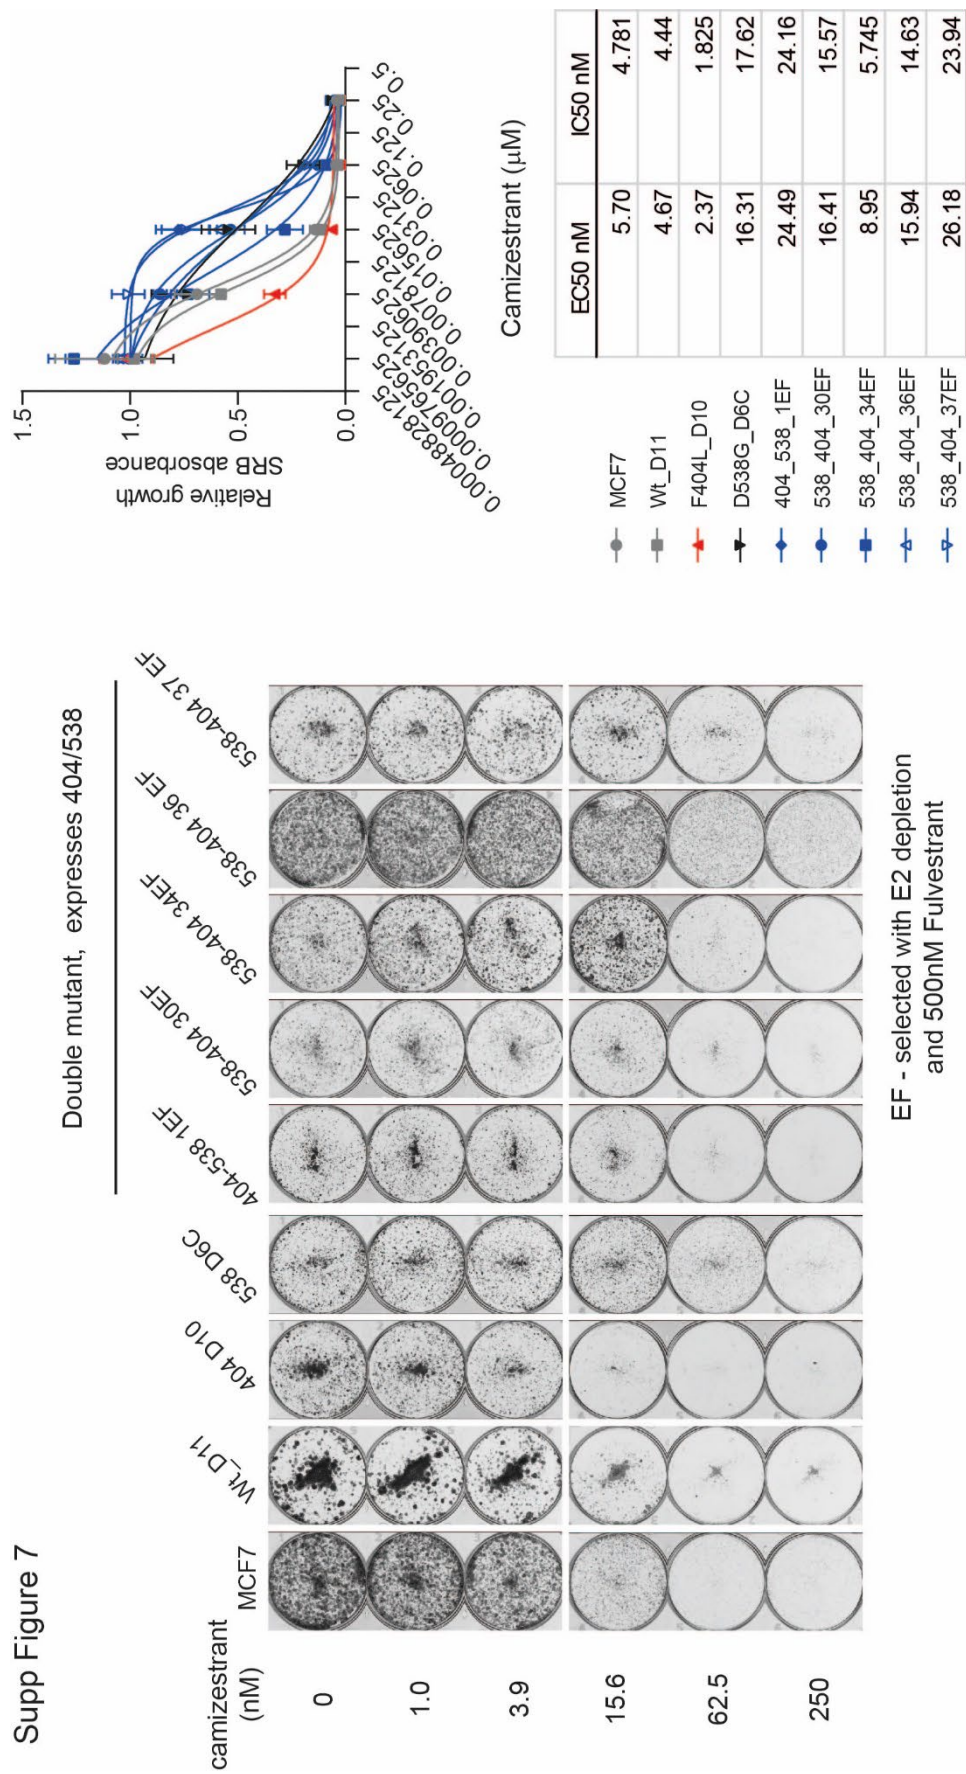 Supp Figure 7
Double mutant, expresses 404/538
camizestrant
(nM)
MCF7
Wt_D11
404 D10
538 D6C
404-538 1EF
538-404 30EF
538-404 34EF
538-404 36 EF
538-404 37 EF
0
1.0
3.9
15.6
62.5
250
EF - selected with E2 depletion
and 500nM Fulvestrant
Relative growth
SRB absorbance
1.5
1.0
0.5
0.0
0.00048828125
0.0009765625
0.001953125
0.00390625
0.0078125
0.015625
0.03125
0.0625
0.125
0.25
0.5
Camizestrant (μM)
EC50 nM IC50 nM
MCF7 5.70 4.781
Wt_D11 4.67 4.44
F404L_D10 2.37 1.825
D538G_D6C 16.31 17.62
404_538_1EF 24.49 24.16
538_404_30EF 16.41 15.57
538_404_34EF 8.95 5.745
538_404_36EF 15.94 14.63
538_404_37EF 26.18 23.94